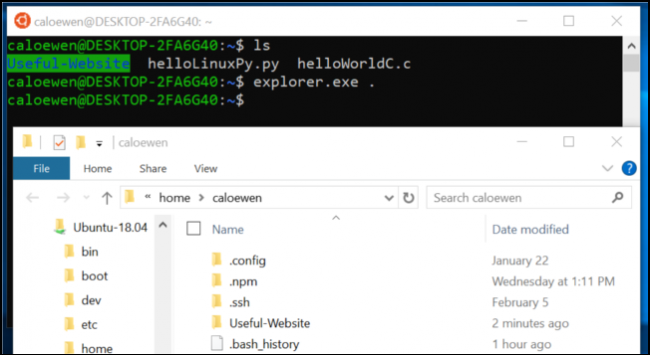 caloewen@DESKTOP-2FA6G40: ~
caloewen@DESKTOP-2FA6G40:~$ ls
Useful-Website helloLinuxPy.py helloWorldC.c
caloewen@DESKTOP-2FA6G40:~$ explorer.exe .
caloewen@DESKTOP-2FA6G40:~$
caloewen
File Home Share View
« home › caloewen Search caloewen
Ubuntu-18.04 Name Date modified
bin .config January 22
boot .npm Wednesday at 1:11 PM
dev .ssh February 5
etc Useful-Website 2 minutes ago
home .bash_history 1 hour ago